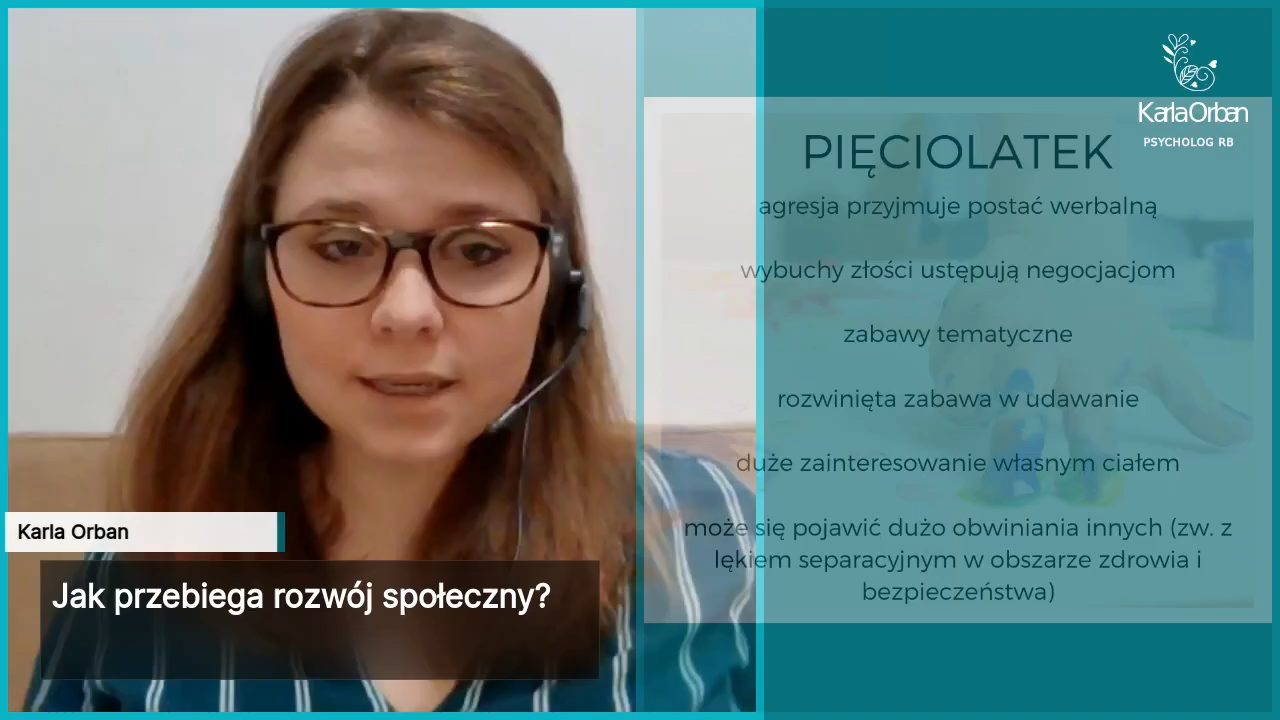 Karla Orban
PSYCHOLOG RB
PIĘCIOLATEK
agresja przyjmuje postać werbalną
wybuchy złości ustępują negocjacjom
zabawy tematyczne
rozwinięta zabawa w udawanie
duże zainteresowanie własnym ciałem
może się pojawić dużo obwiniania innych (zw. z
lękiem separacyjnym w obszarze zdrowia i
bezpieczeństwa)
Karla Orban
Jak przebiega rozwój społeczny?